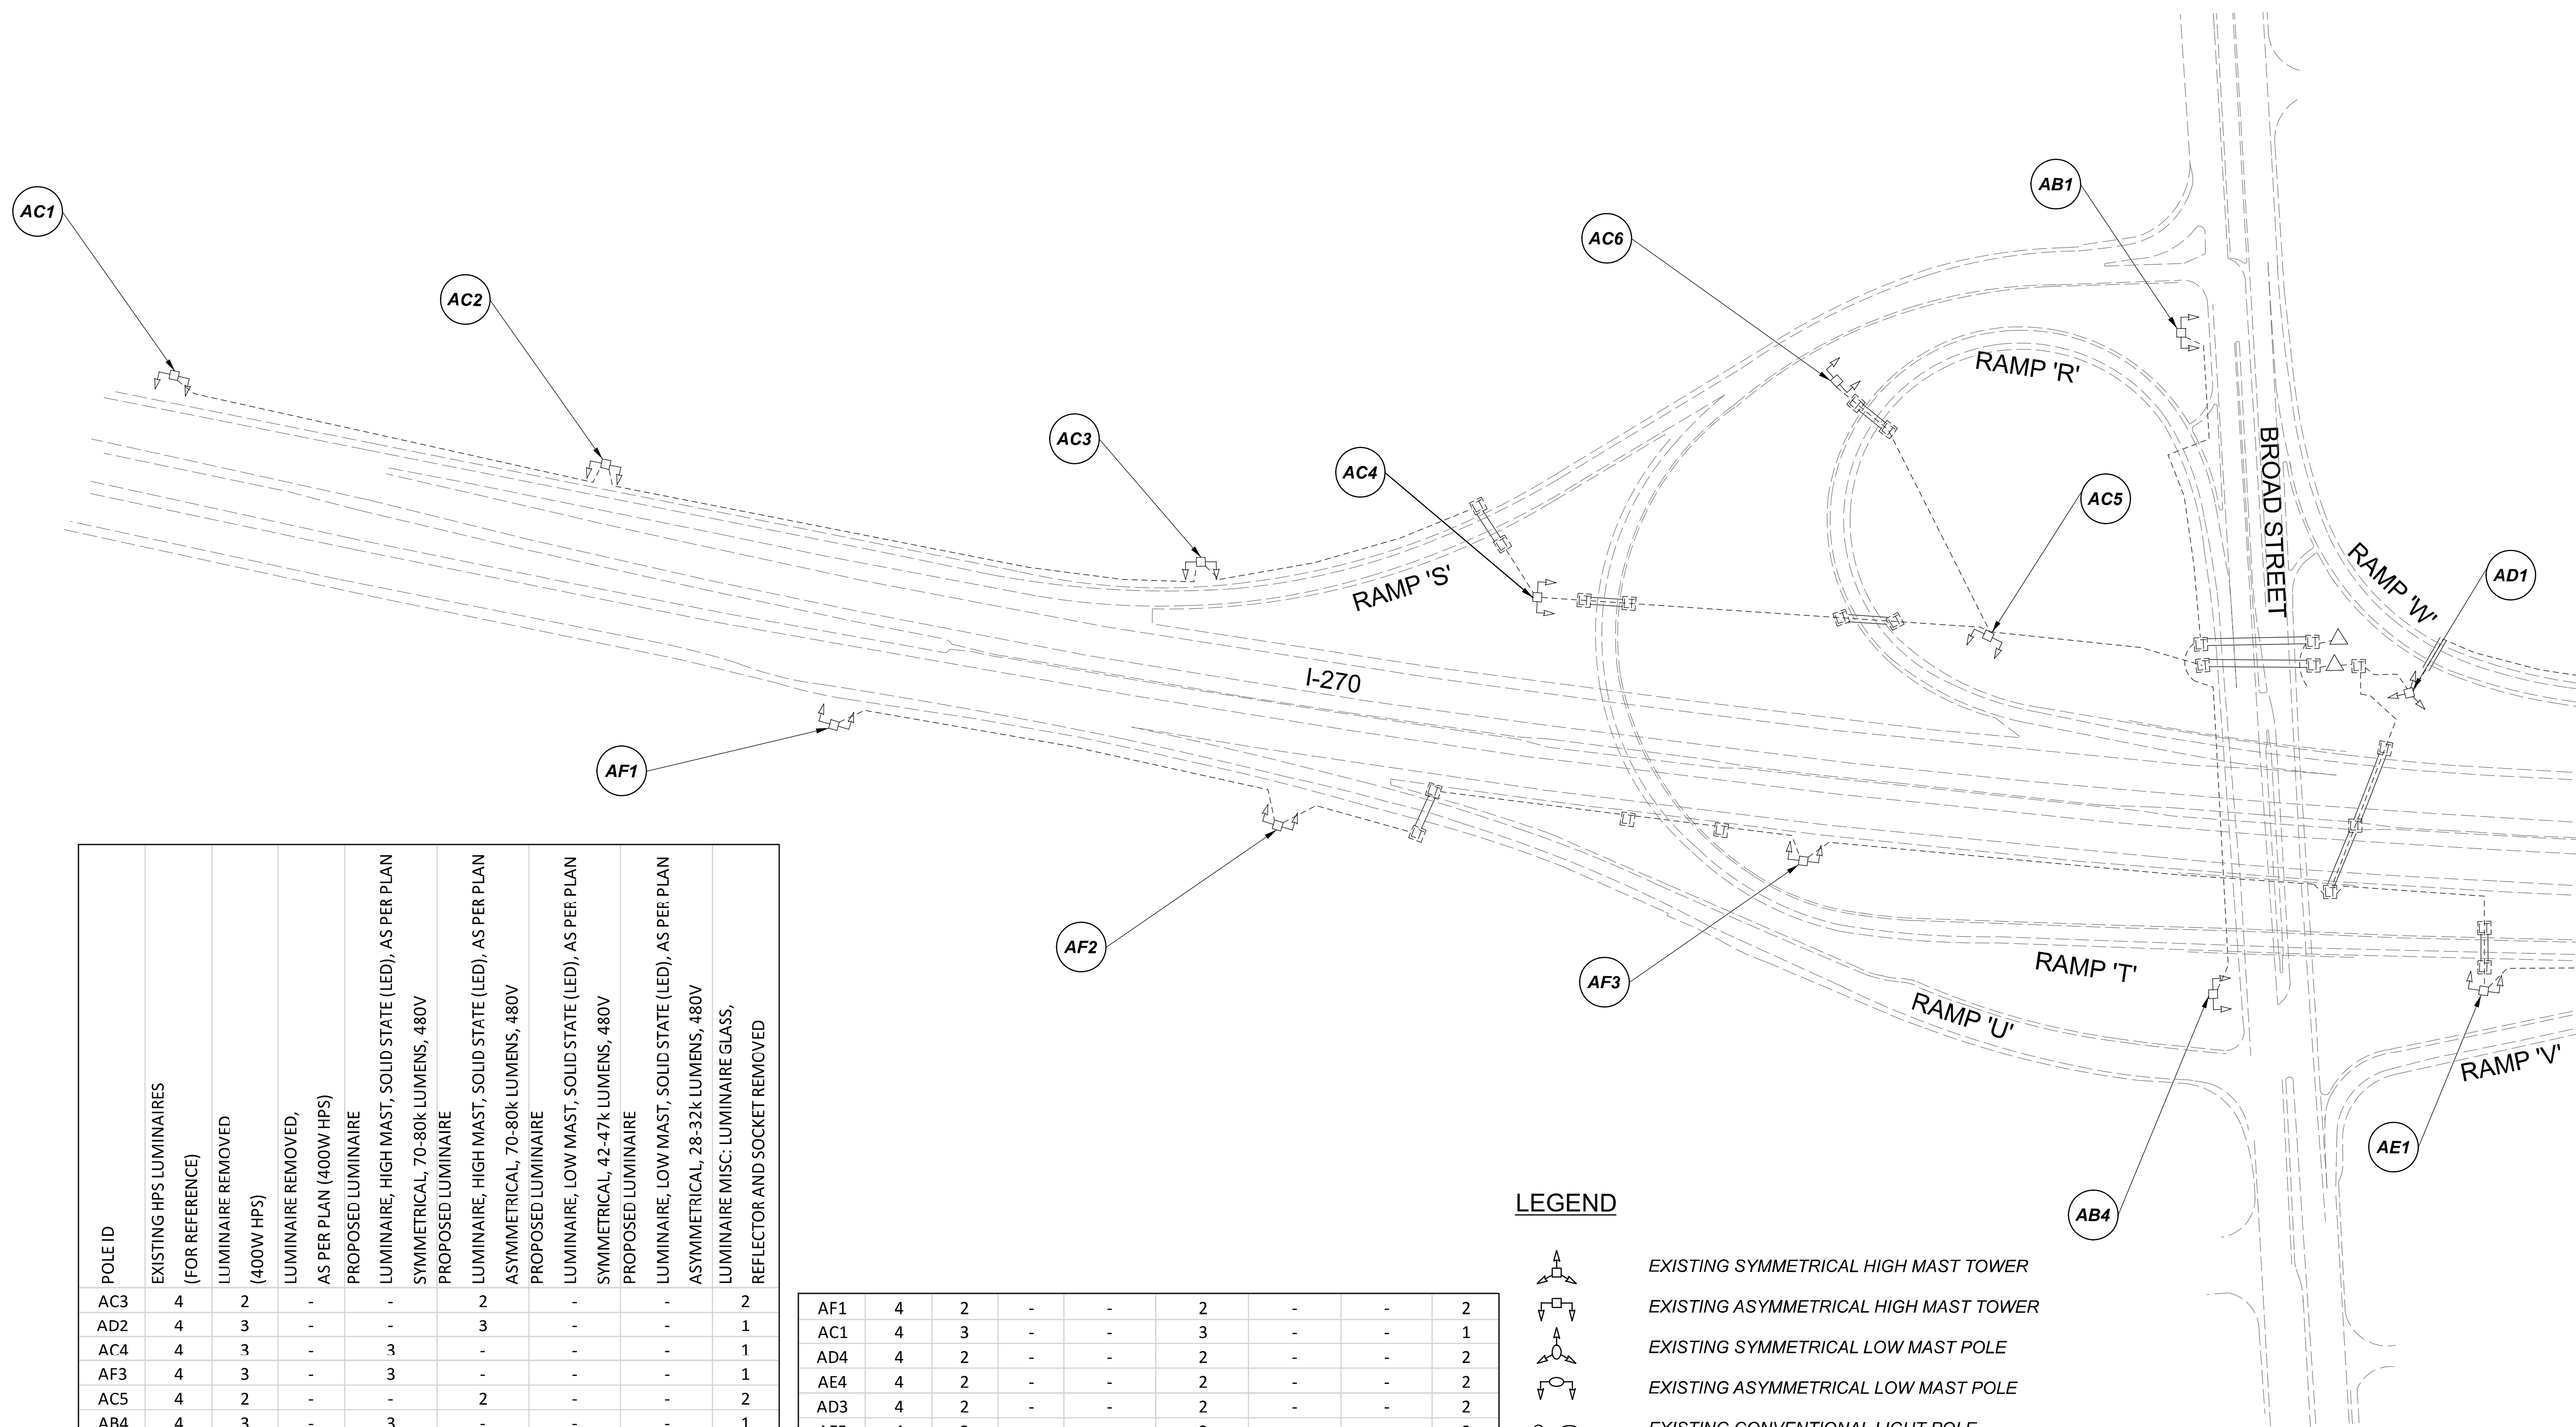 AB1
AC1
AC6
AC2
RAMP 'R'
AC3
AC4
AC5
BROAD STREET
RAMP 'W'
AD1
RAMP 'S'
I-270
AF1
AF2
AF3
RAMP 'T'
RAMP 'U'
RAMP 'V'
AE1
AB4
POLE ID
EXISTING HPS LUMINAIRES
(FOR REFERENCE)
LUMINAIRE REMOVED
(400W HPS)
LUMINAIRE REMOVED,
AS PER PLAN (400W HPS)
PROPOSED LUMINAIRE
LUMINAIRE, HIGH MAST, SOLID STATE (LED), AS PER PLAN
SYMMETRICAL, 70-80k LUMENS, 480V
PROPOSED LUMINAIRE
LUMINAIRE, HIGH MAST, SOLID STATE (LED), AS PER PLAN
ASYMMETRICAL, 70-80k LUMENS, 480V
PROPOSED LUMINAIRE
LUMINAIRE, LOW MAST, SOLID STATE (LED), AS PER PLAN
SYMMETRICAL, 42-47k LUMENS, 480V
PROPOSED LUMINAIRE
LUMINAIRE, LOW MAST, SOLID STATE (LED), AS PER PLAN
ASYMMETRICAL, 28-32k LUMENS, 480V
LUMINAIRE MISC: LUMINAIRE GLASS,
REFLECTOR AND SOCKET REMOVED
AC3 4 2 - - 2 - - 2
AD2 4 3 - - 3 - - 1
AC4 4 3 - 3 - - - 1
AF3 4 3 - 3 - - - 1
AC5 4 2 - - 2 - - 2
AB4 4 3 - 3 - - - 1
AF1 4 2 - - 2 - - 2
AC1 4 3 - - 3 - - 1
AD4 4 2 - - 2 - - 2
AE4 4 2 - - 2 - - 2
AD3 4 2 - - 2 - - 2
LEGEND
EXISTING SYMMETRICAL HIGH MAST TOWER
EXISTING ASYMMETRICAL HIGH MAST TOWER
EXISTING SYMMETRICAL LOW MAST POLE
EXISTING ASYMMETRICAL LOW MAST POLE
EXISTING CONVENTIONAL LIGHT POLE